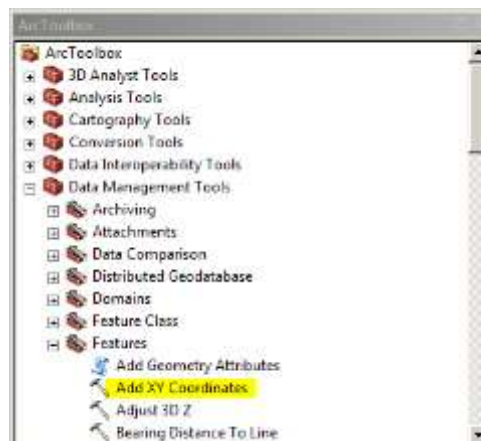 ArcToolbox
ArcToolbox
3D Analyst Tools
Analysis Tools
Cartography Tools
Conversion Tools
Data Interoperability Tools
Data Management Tools
Archiving
Attachments
Data Comparison
Distributed Geodatabase
Domains
Feature Class
Features
Add Geometry Attributes
Add XY Coordinates
Adjust 3D Z
Bearing Distance To Line